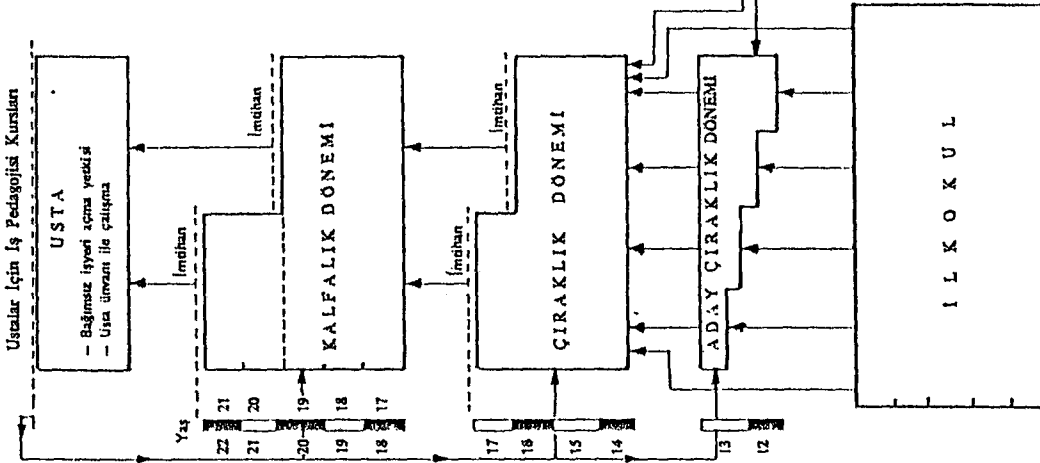 Ustalar İçin İş Pedagojisi Kursları
USTA
– Bağımsız işyeri açma yetkisi
– Usta ünvanı ile çalışma
İmtihan
İmtihan
Yaş
22 21
21 20
20 19
19 18
18 17
KALFALIK DÖNEMİ
İmtihan
İmtihan
17
16
15
14
ÇIRAKLIK DÖNEMİ
13
12
ADAY ÇIRAKLIK DÖNEMİ
İLKOKUL